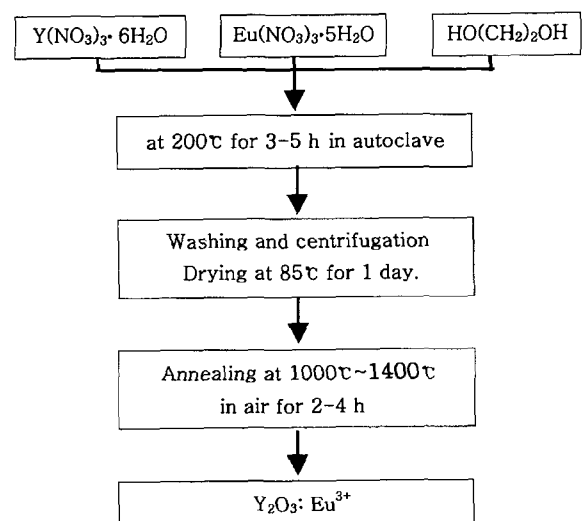 Y(NO₃)₃• 6H₂O
Eu(NO₃)₃•5H₂O
HO(CH₂)₂OH
at 200℃ for 3-5 h in autoclave
Washing and centrifugation
Drying at 85℃ for 1 day.
Annealing at 1000℃~1400℃
in air for 2-4 h
Y₂O₃: Eu³⁺